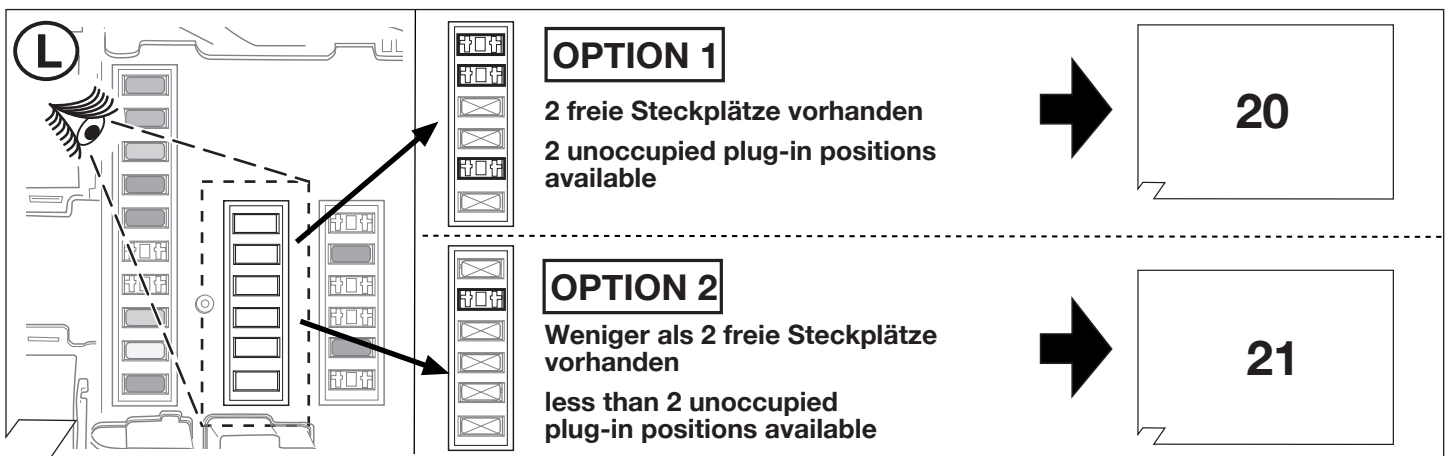 L
OPTION 1
2 freie Steckplätze vorhanden
2 unoccupied plug-in positions
available
20
OPTION 2
Weniger als 2 freie Steckplätze
vorhanden
less than 2 unoccupied
plug-in positions available
21